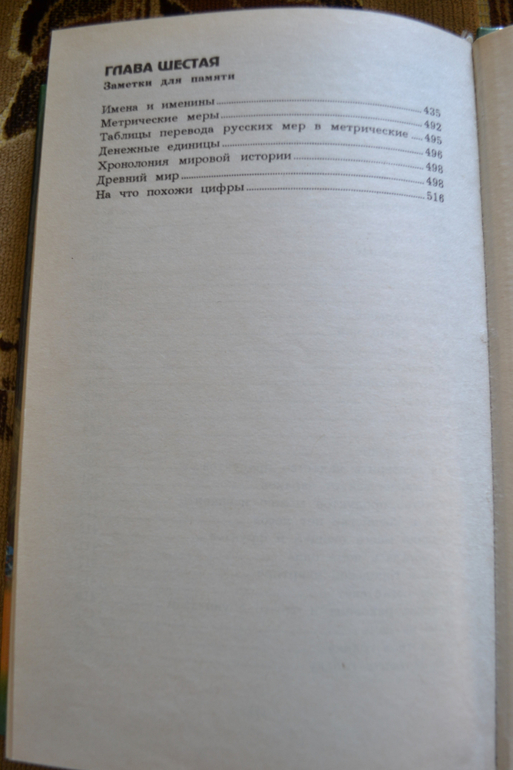 ГЛАВА ШЕСТАЯ
Заметки для памяти
Имена и именины 435
Метрические меры 492
Таблицы перевода русских мер в метрические 495
Денежные единицы 496
Хронолония мировой истории 498
Древний мир 498
На что похожи цифры 516